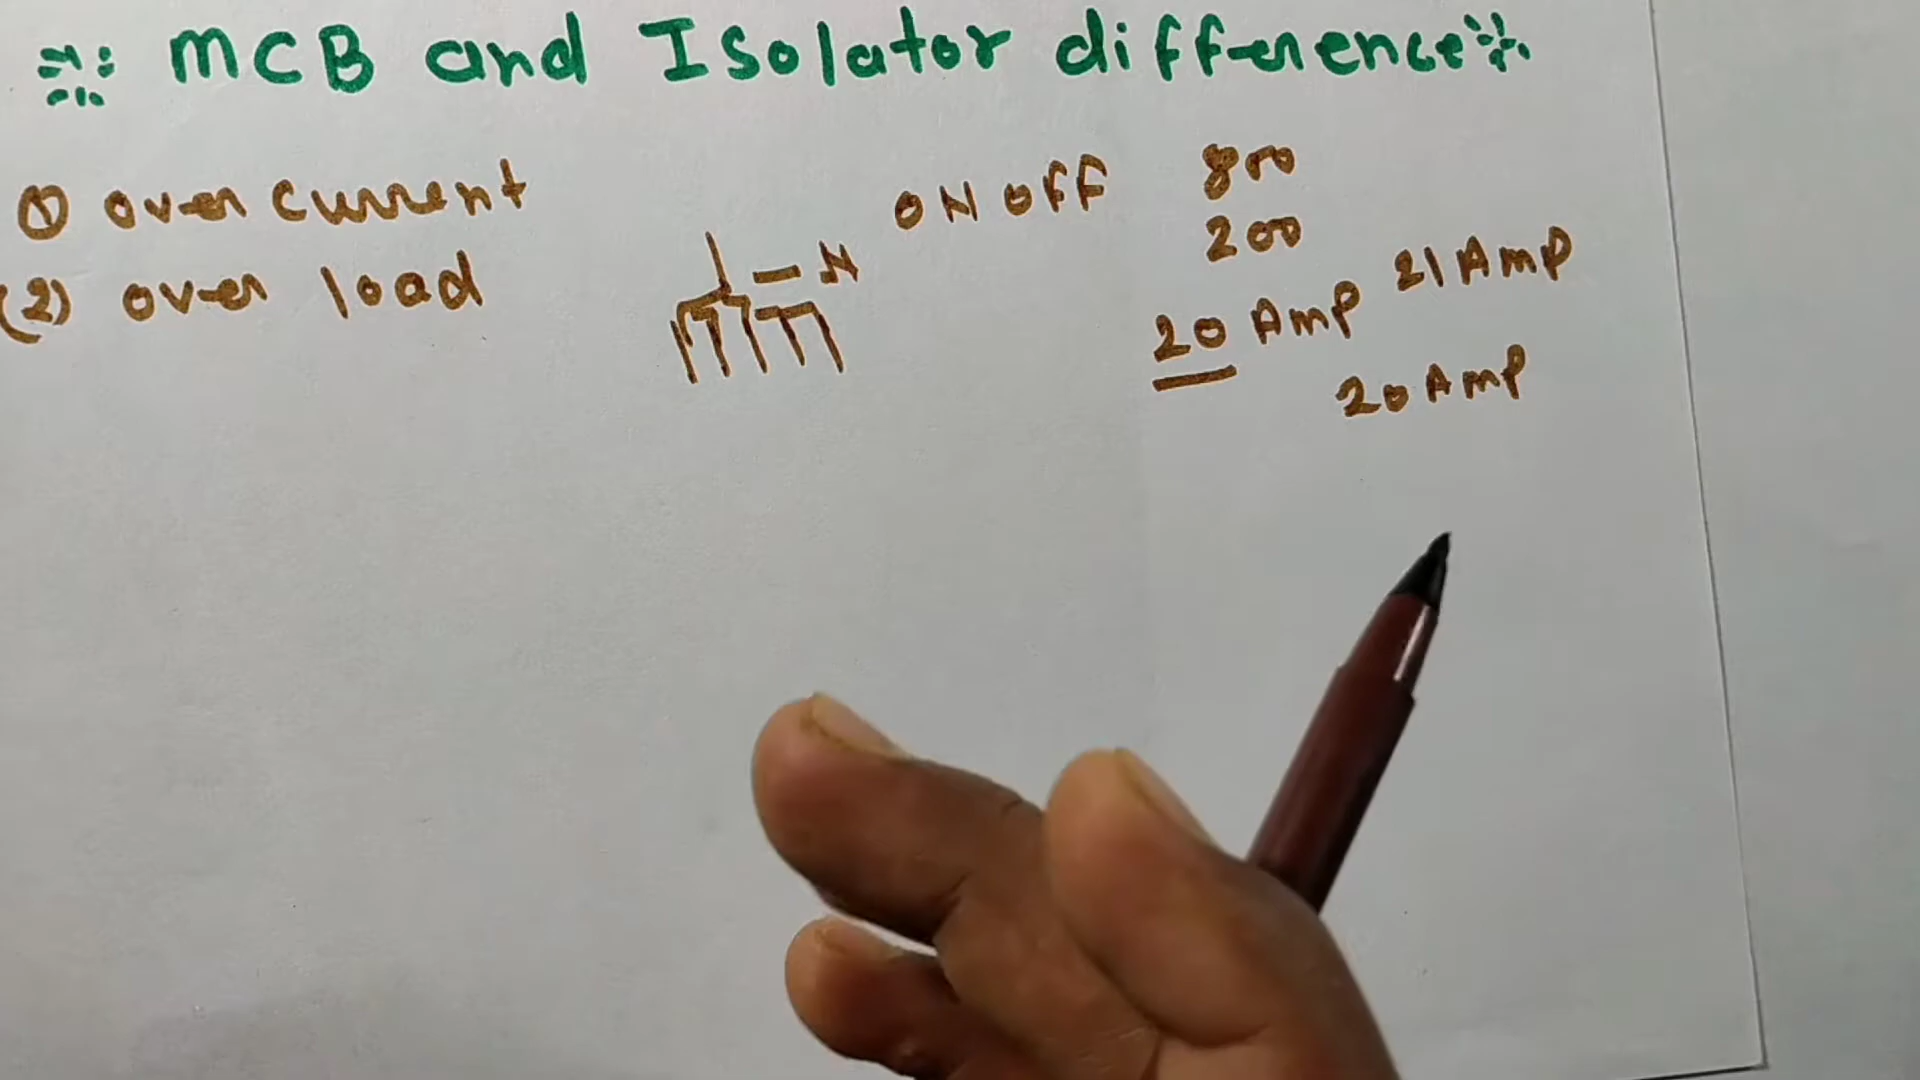 MCB and Isolator difference
① over current
(2) over load
— N
ON OFF
800
200
20 Amp
21 Amp
20 Amp